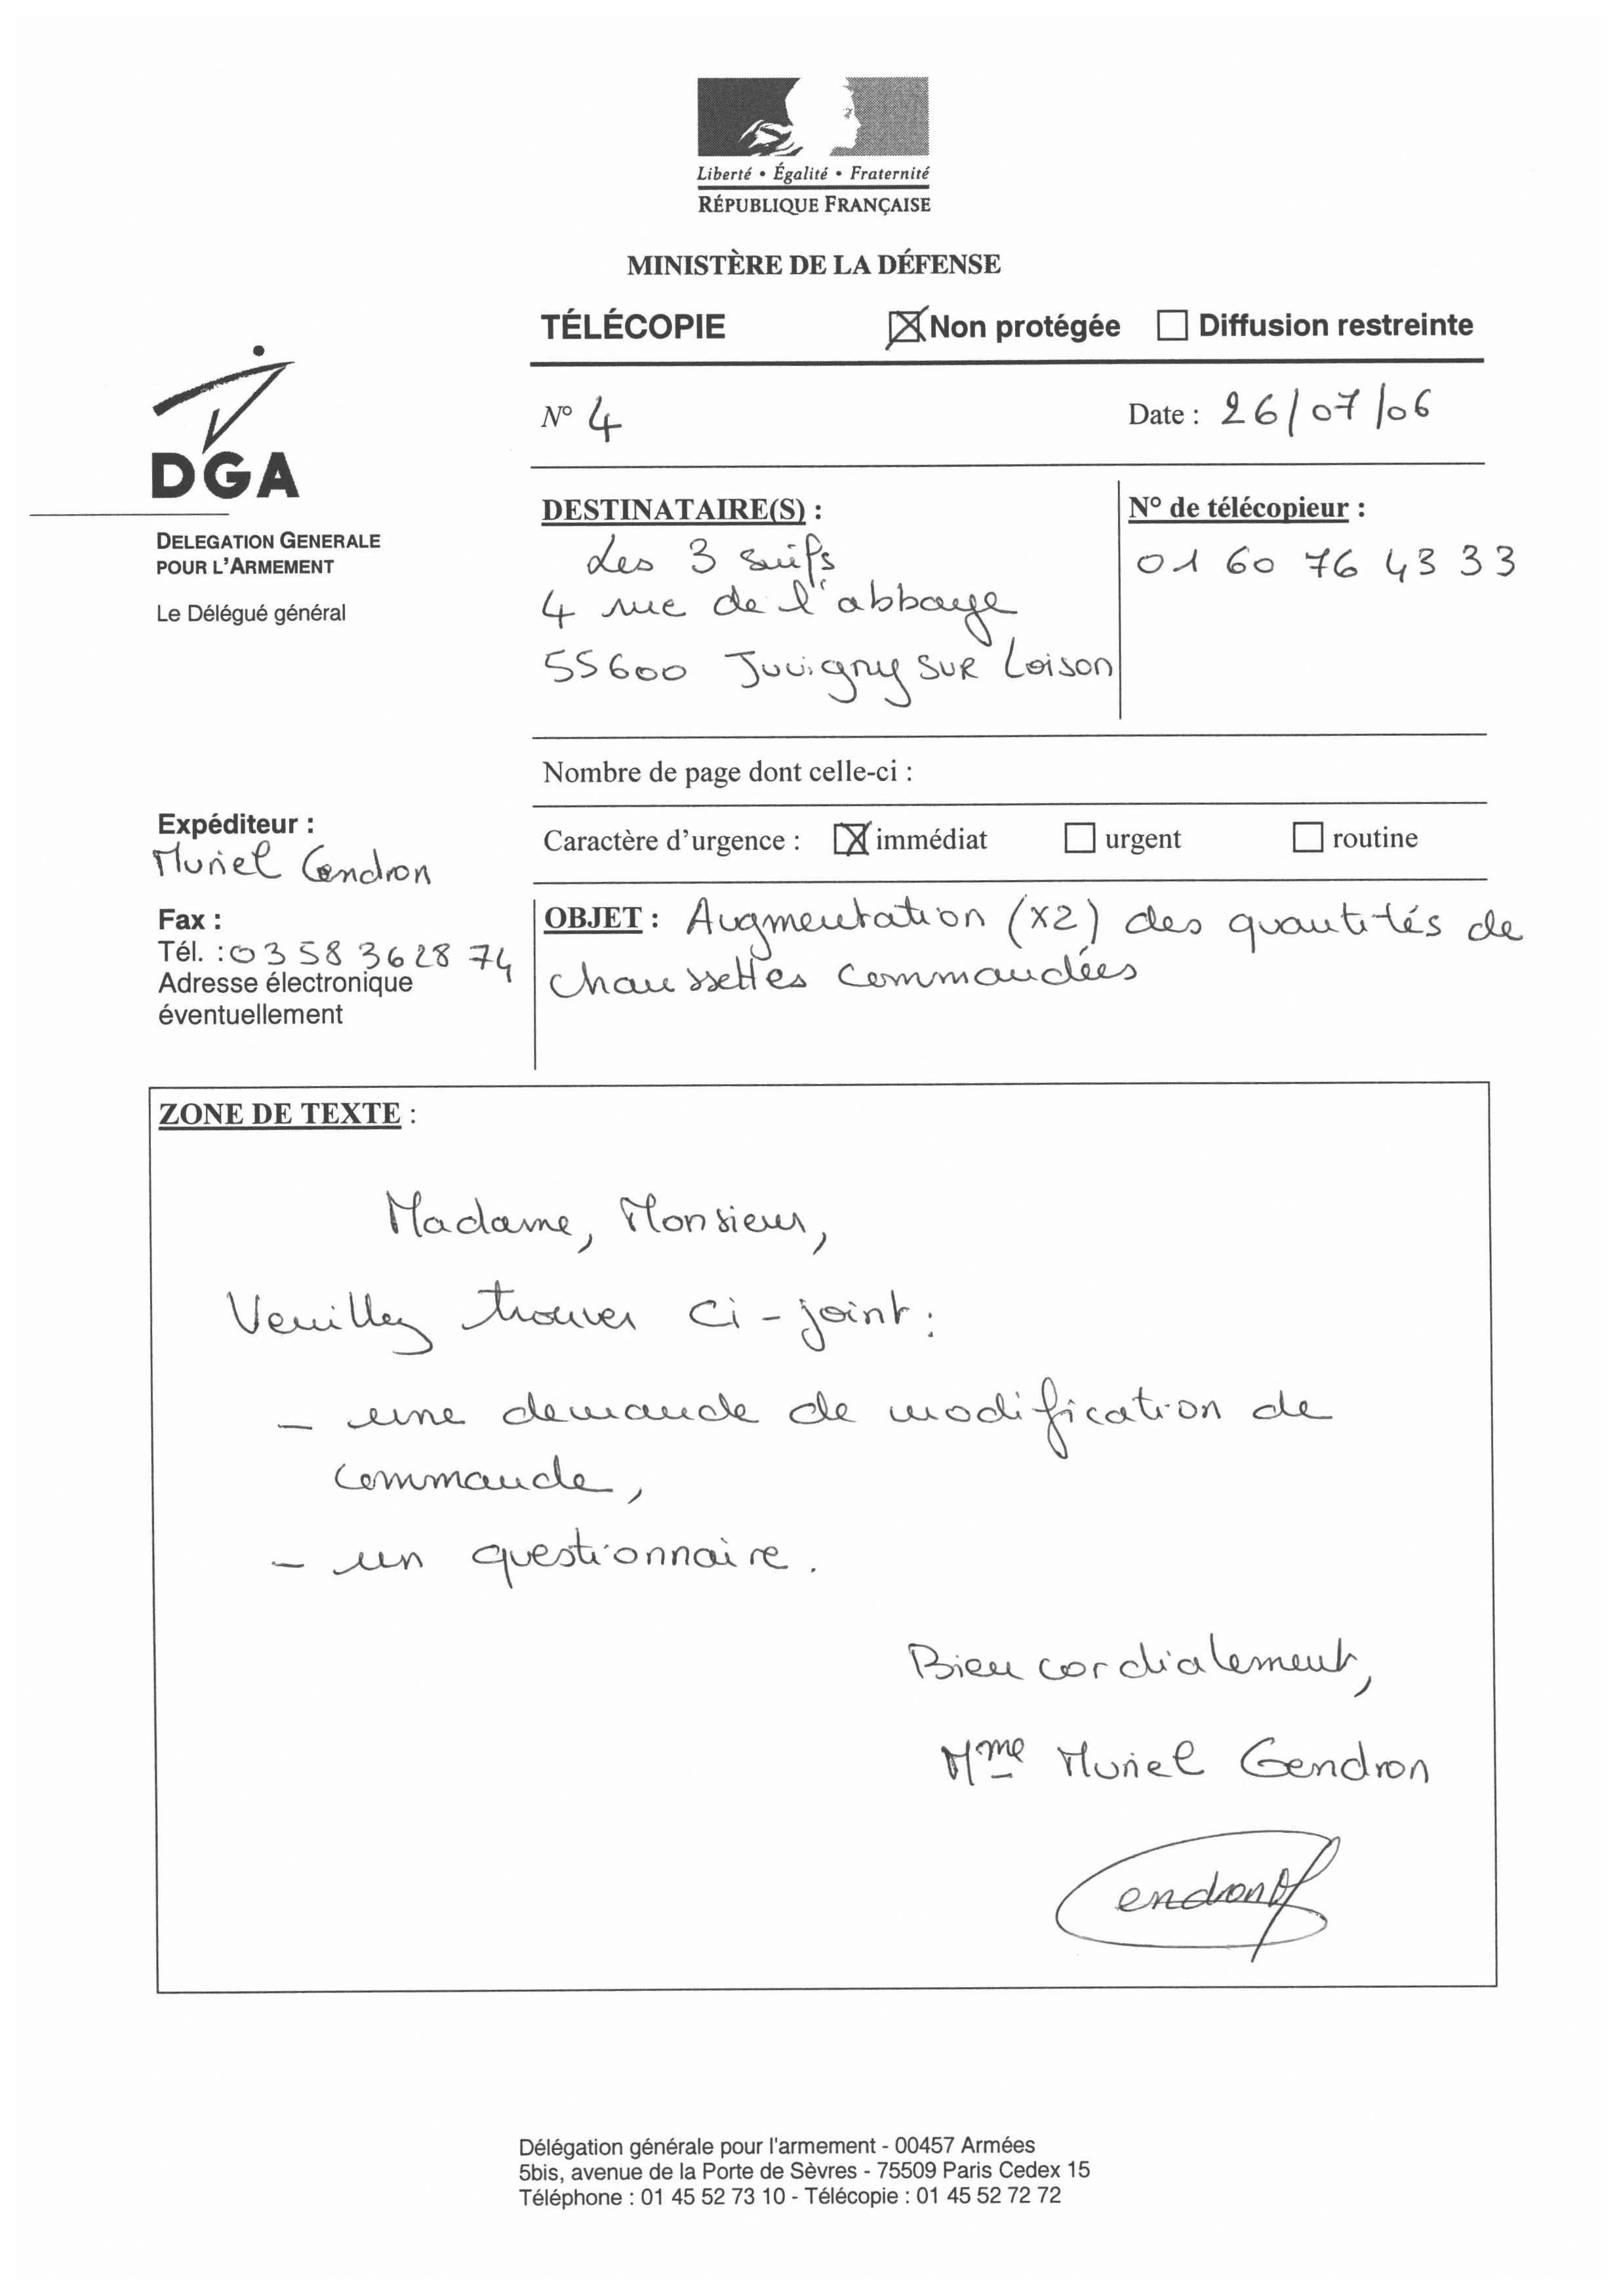 Liberté • Égalité • Fraternité
RÉPUBLIQUE FRANÇAISE
MINISTÈRE DE LA DÉFENSE
TÉLÉCOPIE Non protégée Diffusion restreinte
N° 4 Date : 26/07/06
DGA
DELEGATION GENERALE
POUR L'ARMEMENT
Le Délégué général
DESTINATAIRE(S) :
Les 3 suifs
4 rue de l'abbaye
55600 Juvigny sur Loison
N° de télécopieur :
01 60 76 43 33
Nombre de page dont celle-ci :
Expéditeur :
Muriel Gendron
Caractère d'urgence : immédiat urgent routine
Fax :
Tél. : 03 58 36 28 74
Adresse électronique
éventuellement
OBJET : Augmentation (x2) des quantités de
chaussettes commandées
ZONE DE TEXTE :
Madame, Monsieur,
Veuillez trouver ci-joint :
- une demande de modification de
commande,
- un questionnaire.
Bien cordialement,
Mme Muriel Gendron
Délégation générale pour l'armement - 00457 Armées
5bis, avenue de la Porte de Sèvres - 75509 Paris Cedex 15
Téléphone : 01 45 52 73 10 - Télécopie : 01 45 52 72 72